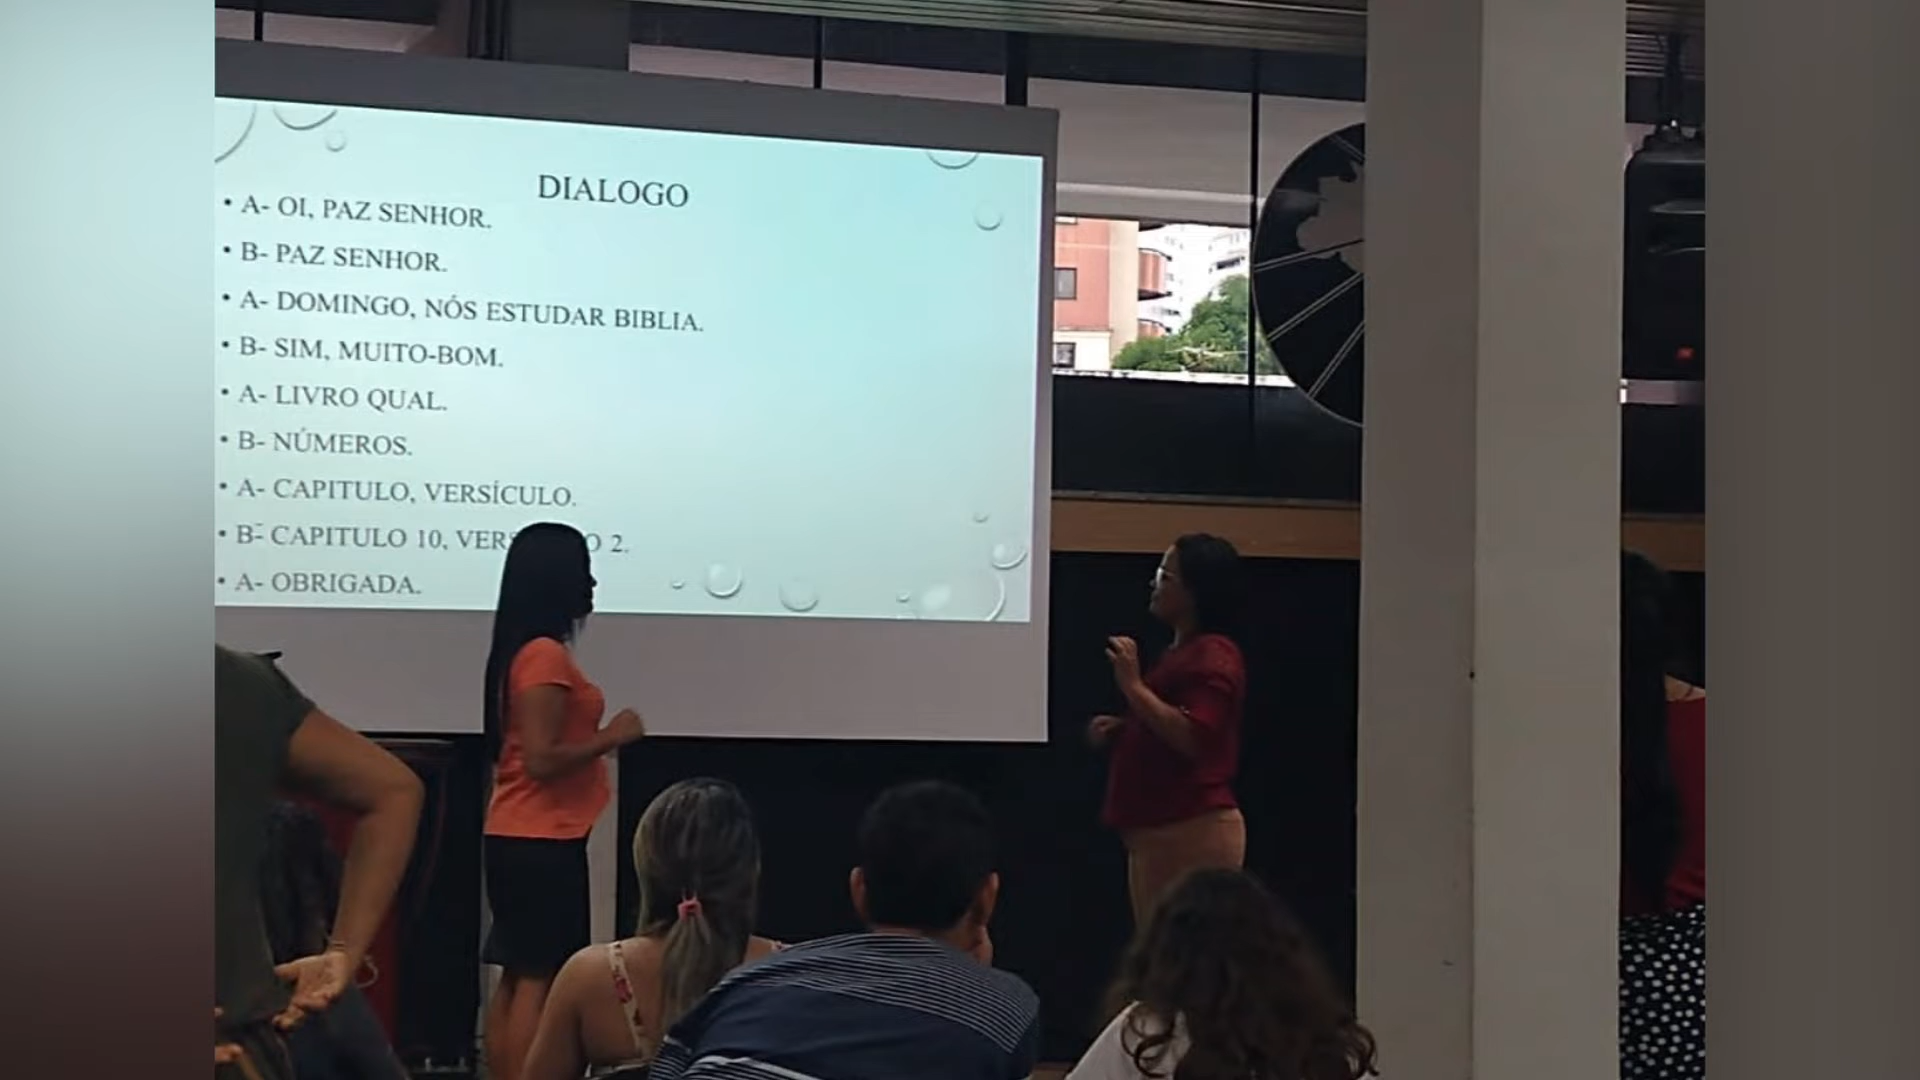 DIALOGO
• A- OI, PAZ SENHOR.
• B- PAZ SENHOR.
• A- DOMINGO, NÓS ESTUDAR BIBLIA.
• B- SIM, MUITO-BOM.
• A- LIVRO QUAL.
• B- NÚMEROS.
• A- CAPITULO, VERSÍCULO.
• B- CAPITULO 10, 2.
• A- OBRIGADA.